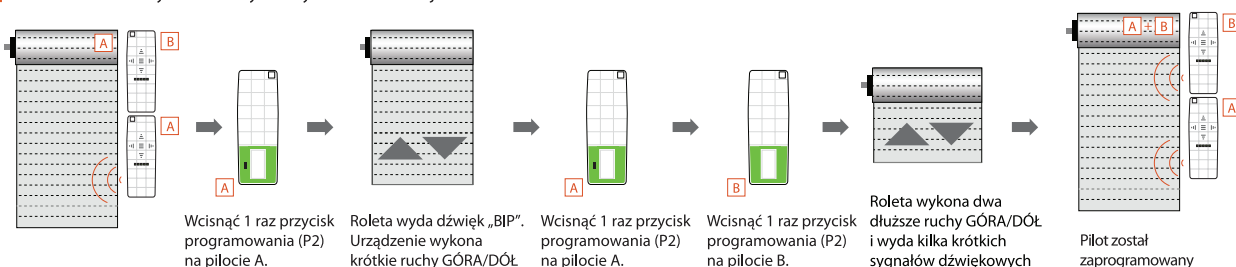 A
B
A
A
Wcisnąć 1 raz przycisk
programowania (P2)
na pilocie A.
Roleta wyda dźwięk „BIP”.
Urządzenie wykona
krótkie ruchy GÓRA/DÓŁ
A
Wcisnąć 1 raz przycisk
programowania (P2)
na pilocie A.
B
Wcisnąć 1 raz przycisk
programowania (P2)
na pilocie B.
Roleta wykona dwa
dłuższe ruchy GÓRA/DÓŁ
i wyda kilka krótkich
sygnałów dźwiękowych
A + B
B
A
Pilot został
zaprogramowany